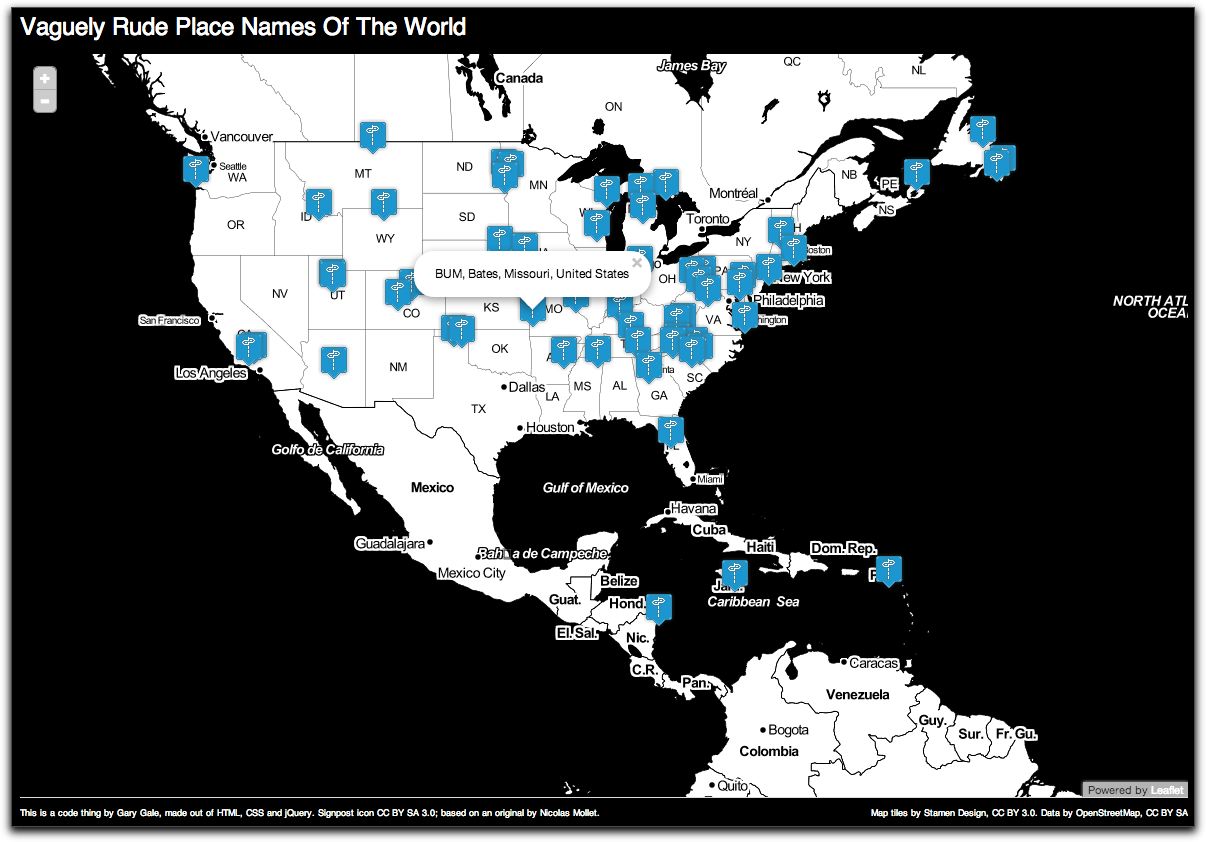 Vaguely Rude Place Names Of The World
+
-
Canada
James Bay
QC
NL
ON
Vancouver
Seattle
WA
MT
ND
MN
NB
PE
NS
Montréal
Toronto
OR
ID
SD
WY
NY
New York
Philadelphia
OH
PA
NV
UT
CO
KS
MO
VA
BUM, Bates, Missouri, United States
×
San Francisco
Los Angeles
NM
OK
Dallas
TX
LA
MS
AL
GA
SC
Houston
Miami
Golfo de California
Mexico
Gulf of Mexico
Havana
Cuba
Haiti
Dom. Rep.
Guadalajara
Mexico City
de Campeche
Belize
Guat.
Hond.
El. Sal.
Nic.
C.R.
Pan.
Caribbean Sea
NORTH ATL
OCEA
Caracas
Venezuela
Guy.
Sur.
Fr. Gu.
Bogota
Colombia
Quito
Powered by Leaflet
This is a code thing by Gary Gale, made out of HTML, CSS and jQuery. Signpost icon CC BY SA 3.0; based on an original by Nicolas Mollet.
Map tiles by Stamen Design, CC BY 3.0. Data by OpenStreetMap, CC BY SA